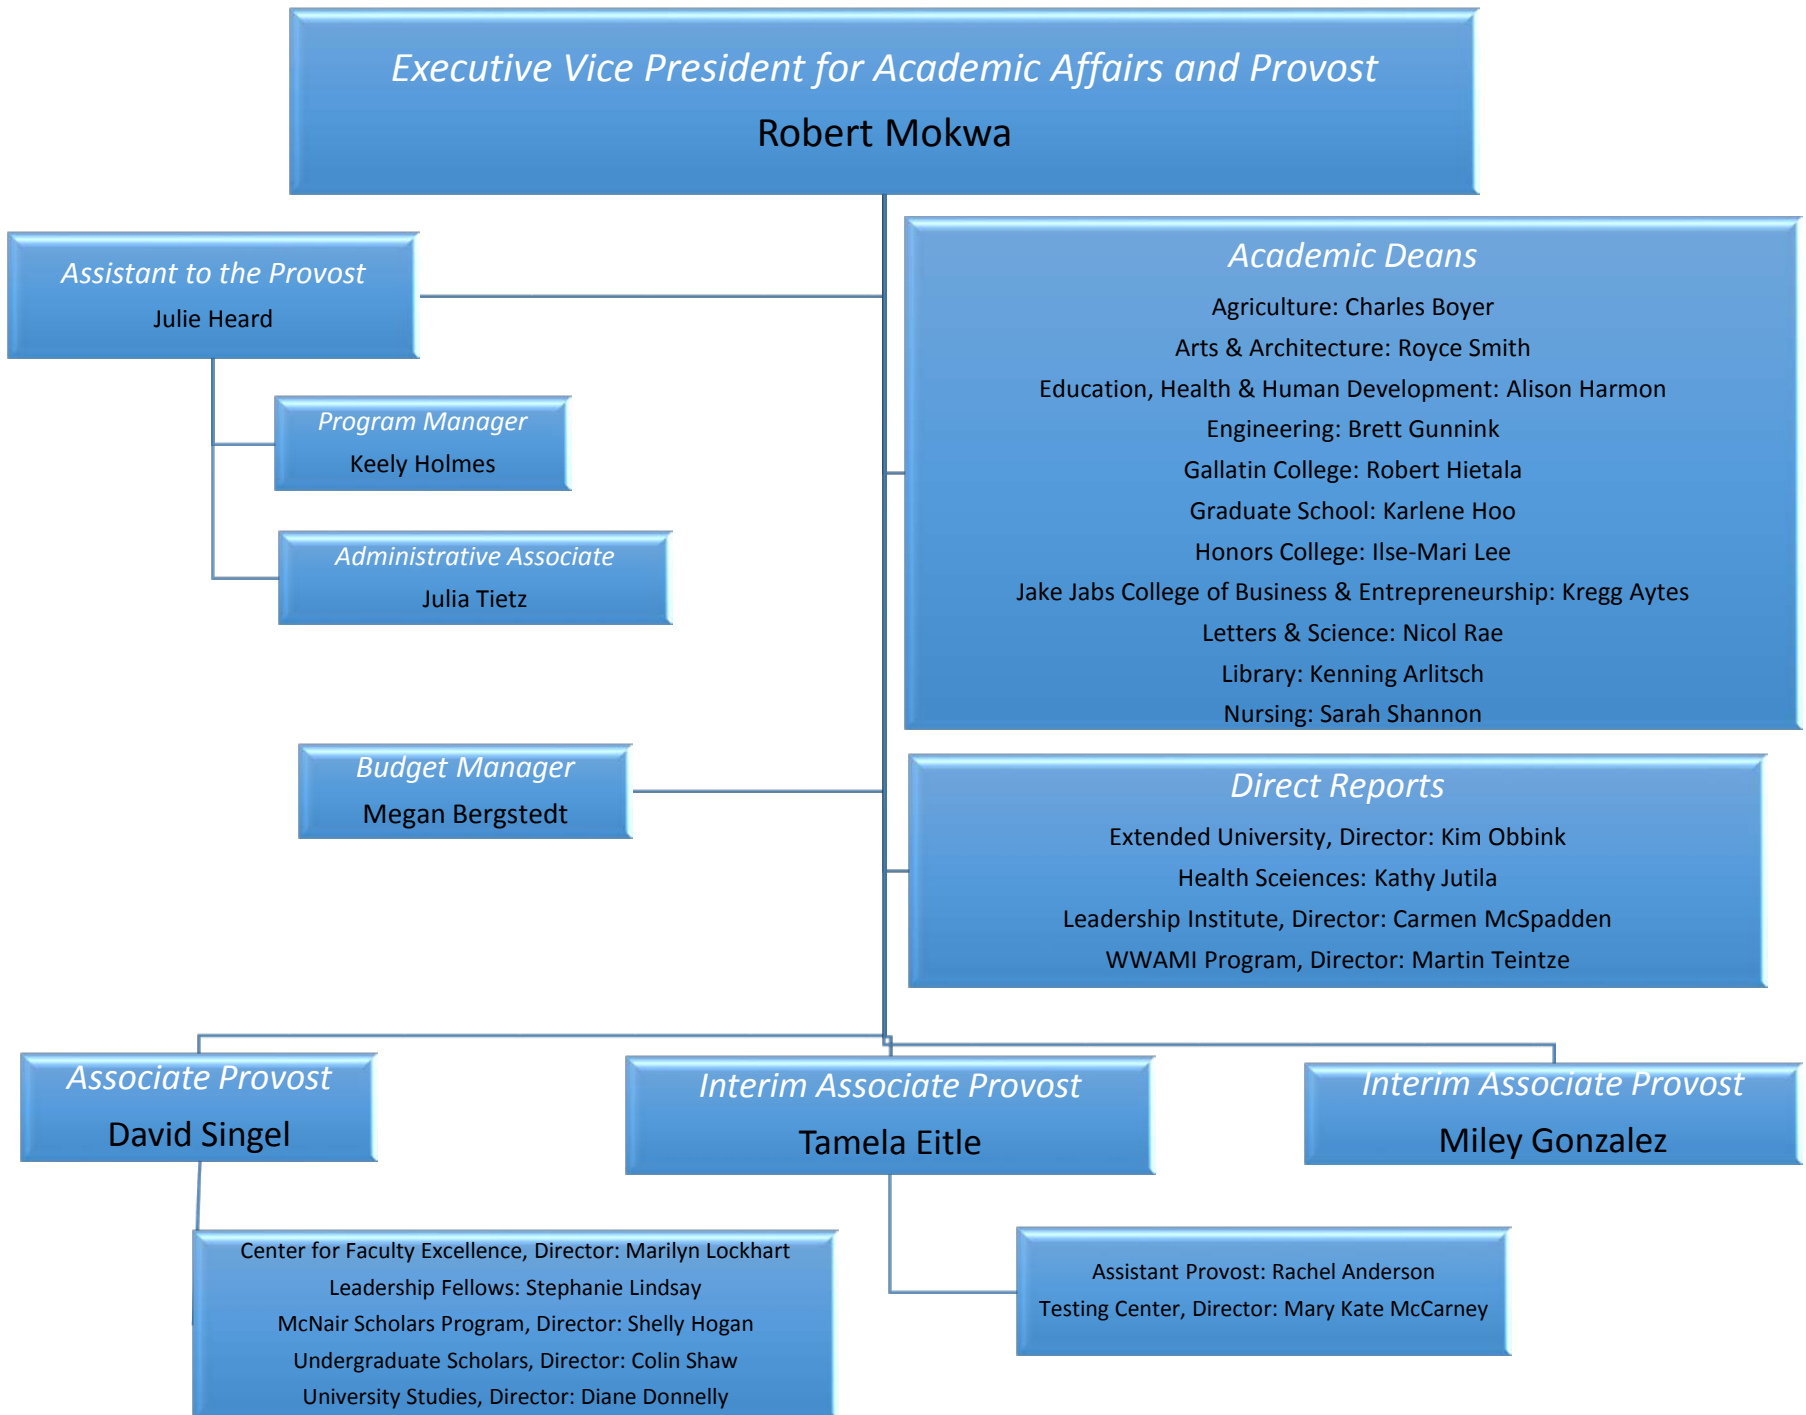 Executive Vice President for Academic Affairs and Provost
Robert Mokwa
Assistant to the Provost
Julie Heard
Program Manager
Keely Holmes
Administrative Associate
Julia Tietz
Academic Deans
Agriculture: Charles Boyer
Arts & Architecture: Royce Smith
Education, Health & Human Development: Alison Harmon
Engineering: Brett Gunnink
Gallatin College: Robert Hietala
Graduate School: Karlene Hoo
Honors College: Ilse-Mari Lee
Jake Jabs College of Business & Entrepreneurship: Kregg Aytes
Letters & Science: Nicol Rae
Library: Kenning Arlitsch
Nursing: Sarah Shannon
Budget Manager
Megan Bergstedt
Direct Reports
Extended University, Director: Kim Obbink
Health Sceiences: Kathy Jutila
Leadership Institute, Director: Carmen McSpadden
WWAMI Program, Director: Martin Teintze
Associate Provost
David Singel
Interim Associate Provost
Tamela Eitle
Interim Associate Provost
Miley Gonzalez
Center for Faculty Excellence, Director: Marilyn Lockhart
Leadership Fellows: Stephanie Lindsay
McNair Scholars Program, Director: Shelly Hogan
Undergraduate Scholars, Director: Colin Shaw
University Studies, Director: Diane Donnelly
Assistant Provost: Rachel Anderson
Testing Center, Director: Mary Kate McCarney